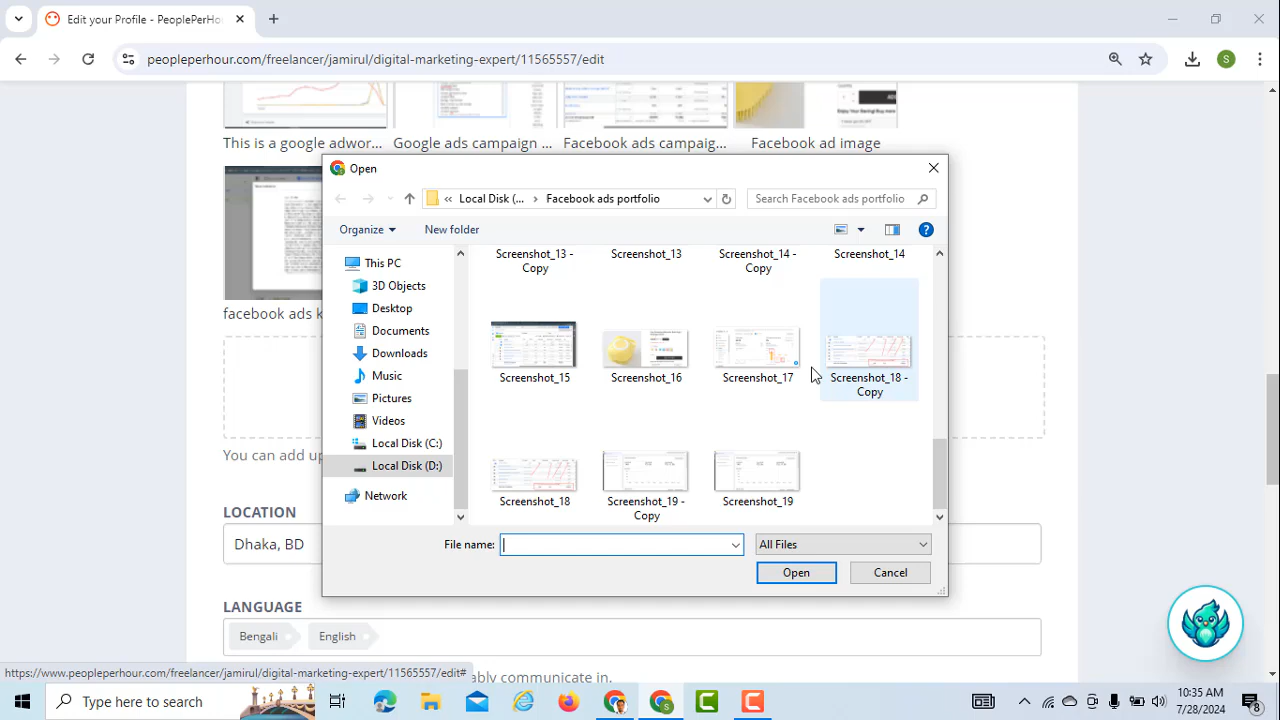 Edit your Profile - PeoplePerHo
peopleperhour.com/freelancer/jamirul/digital-marketing-expert/11565557/edit
S
This is a google adwor...
Google ads campaign ...
Facebook ads campaig...
Facebook ad image
facebook ads k
You can add up
LOCATION
Dhaka, BD
LANGUAGE
Bengali
English
ably communicate in.
https://www.peopleperhour.com/freelancer/jamirul/digital-marketing-expert/11565557/edit#
Open
« Local Disk (... > Facebook ads portfolio
Search Facebook ads portfolio
Organize
New folder
This PC
3D Objects
Desktop
Documents
Downloads
Music
Pictures
Videos
Local Disk (C:)
Local Disk (D:)
Network
Screenshot_13 -
Copy
Screenshot_13
Screenshot_14 -
Copy
Screenshot_14
Screenshot_15
Screenshot_16
Screenshot_17
Screenshot_18 -
Copy
Screenshot_18
Screenshot_19 -
Copy
Screenshot_19
File name:
All Files
Open
Cancel
Type here to search
10:35 AM
7/28/2024
8